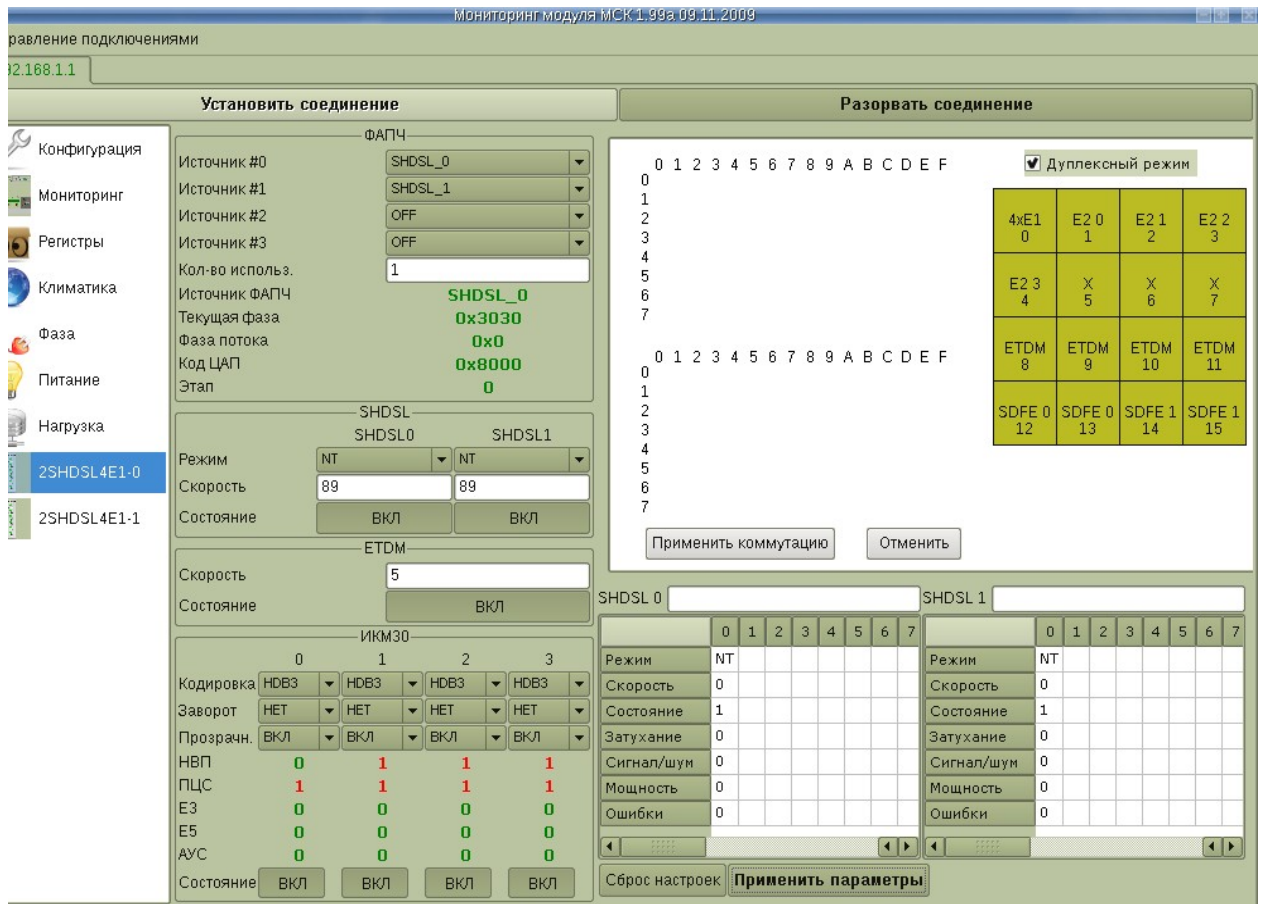 Мониторинг модуля МСК 1.99a 09.11.2009
равление подключениями
92.168.1.1
Установить соединение
Разорвать соединение
Конфигурация
Мониторинг
Регистры
Климатика
Фаза
Питание
Нагрузка
2SHDSL4E1-0
2SHDSL4E1-1
ФАПЧ
Источник #0 SHDSL_0
Источник #1 SHDSL_1
Источник #2 OFF
Источник #3 OFF
Кол-во использ. 1
Источник ФАПЧ SHDSL_0
Текущая фаза 0x3030
Фаза потока 0x0
Код ЦАП 0x8000
Этап 0
SHDSL
SHDSL0 SHDSL1
Режим NT NT
Скорость 89 89
Состояние ВКЛ ВКЛ
ETDM
Скорость 5
Состояние ВКЛ
ИКМ30
0 1 2 3
Кодировка HDB3 HDB3 HDB3 HDB3
Заворот НЕТ НЕТ НЕТ НЕТ
Прозрачн. ВКЛ ВКЛ ВКЛ ВКЛ
НВП 0 1 1 1
ПЦС 1 1 1 1
Е3 0 0 0 0
Е5 0 0 0 0
АУС 0 0 0 0
Состояние ВКЛ ВКЛ ВКЛ ВКЛ
0 1 2 3 4 5 6 7 8 9 A B C D E F
0
1
2
3
4
5
6
7
0 1 2 3 4 5 6 7 8 9 A B C D E F
0
1
2
3
4
5
6
7
Дуплексный режим
4xE1 E2 0 E2 1 E2 2
0 1 2 3
E2 3 X X X
4 5 6 7
ETDM ETDM ETDM ETDM
8 9 10 11
SDFE 0 SDFE 0 SDFE 1 SDFE 1
12 13 14 15
Применить коммутацию Отменить
SHDSL 0
0 1 2 3 4 5 6 7
Режим NT
Скорость 0
Состояние 1
Затухание 0
Сигнал/шум 0
Мощность 0
Ошибки 0
SHDSL 1
0 1 2 3 4 5 6 7
Режим NT
Скорость 0
Состояние 1
Затухание 0
Сигнал/шум 0
Мощность 0
Ошибки 0
Сброс настроек Применить параметры